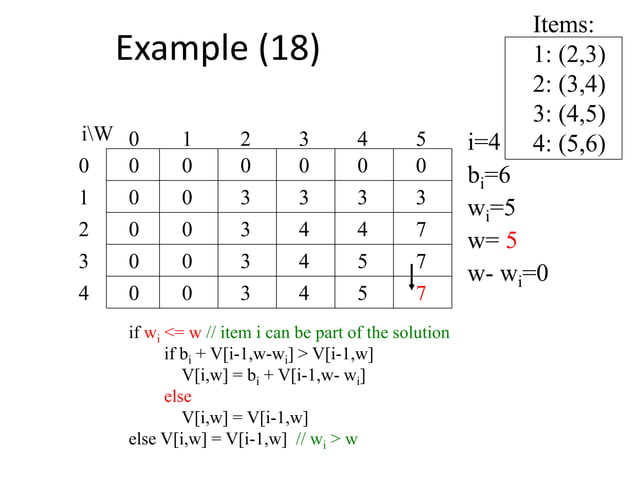 Example (18)
Items:
1: (2,3)
2: (3,4)
3: (4,5)
4: (5,6)
i\W 0 1 2 3 4 5
0 0 0 0 0 0 0
1 0 0 3 3 3 3
2 0 0 3 4 4 7
3 0 0 3 4 5 7
4 0 0 3 4 5 7
i=4
bi=6
wi=5
w= 5
w- wi=0
if wi <= w // item i can be part of the solution
if bi + V[i-1,w-wi] > V[i-1,w]
V[i,w] = bi + V[i-1,w- wi]
else
V[i,w] = V[i-1,w]
else V[i,w] = V[i-1,w] // wi > w